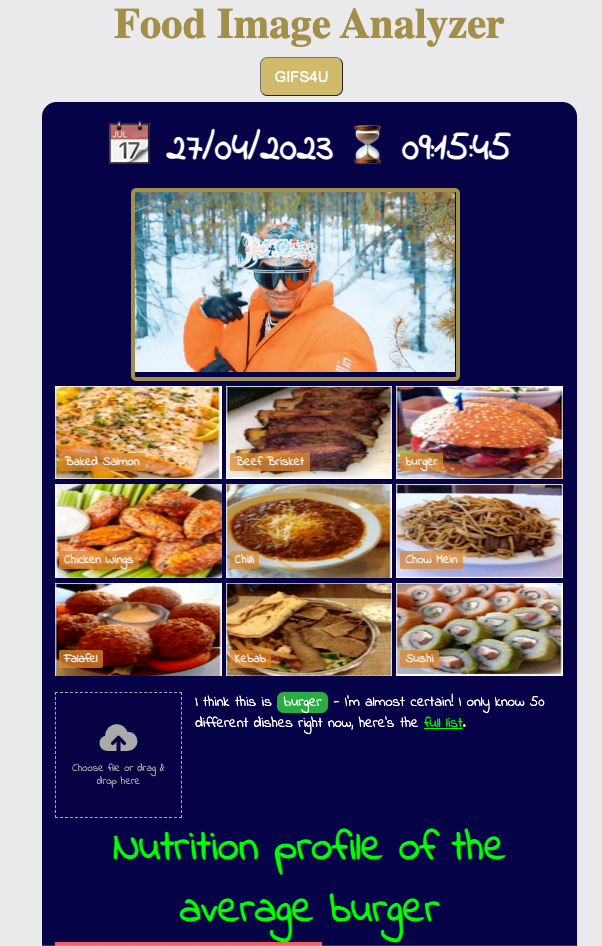 Food Image Analyzer
GIFS4U
JUL
17
27/04/2023
09:15:45
Baked Salmon
Beef Brisket
burger
Chicken wings
Chilli
Chow Mein
Falafel
Kebab
Sushi
I think this is burger - I'm almost certain! I only know 50
different dishes right now, here's the full list.
Choose file or drag &
drop here
Nutrition profile of the
average burger